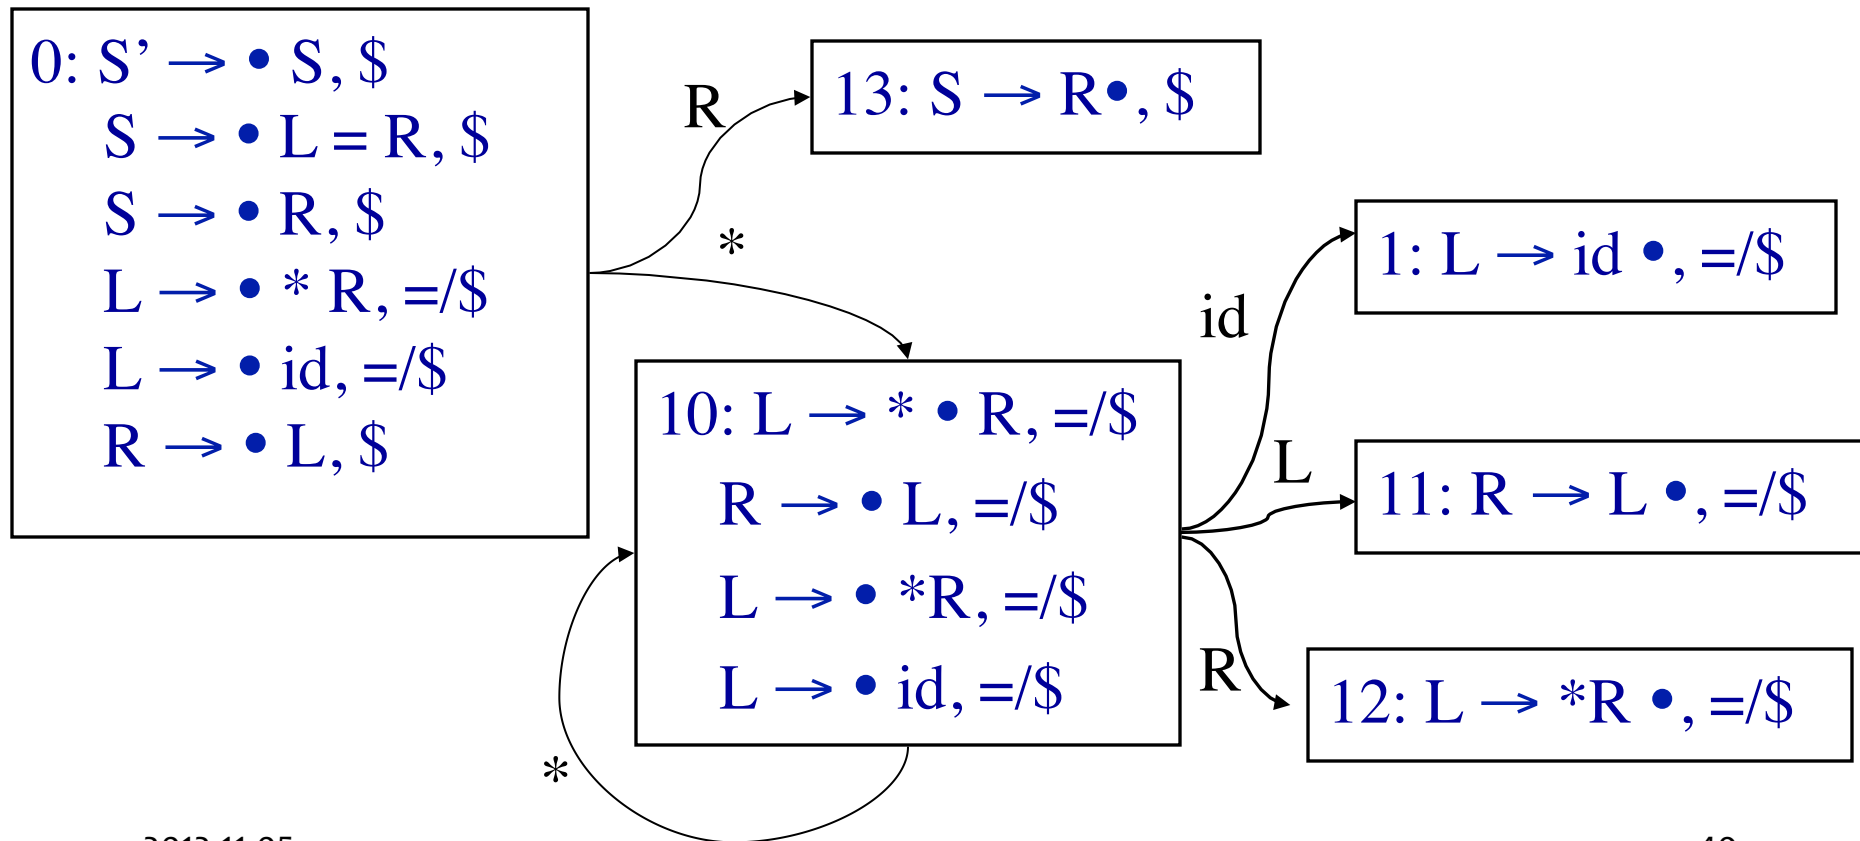 0: S’ → • S, $
S → • L = R, $
S → • R, $
L → • * R, =/$
L → • id, =/$
R → • L, $
R
13: S → R•, $
*
10: L → * • R, =/$
R → • L, =/$
L → • *R, =/$
L → • id, =/$
*
id
1: L → id •, =/$
L
11: R → L •, =/$
R
12: L → *R •, =/$